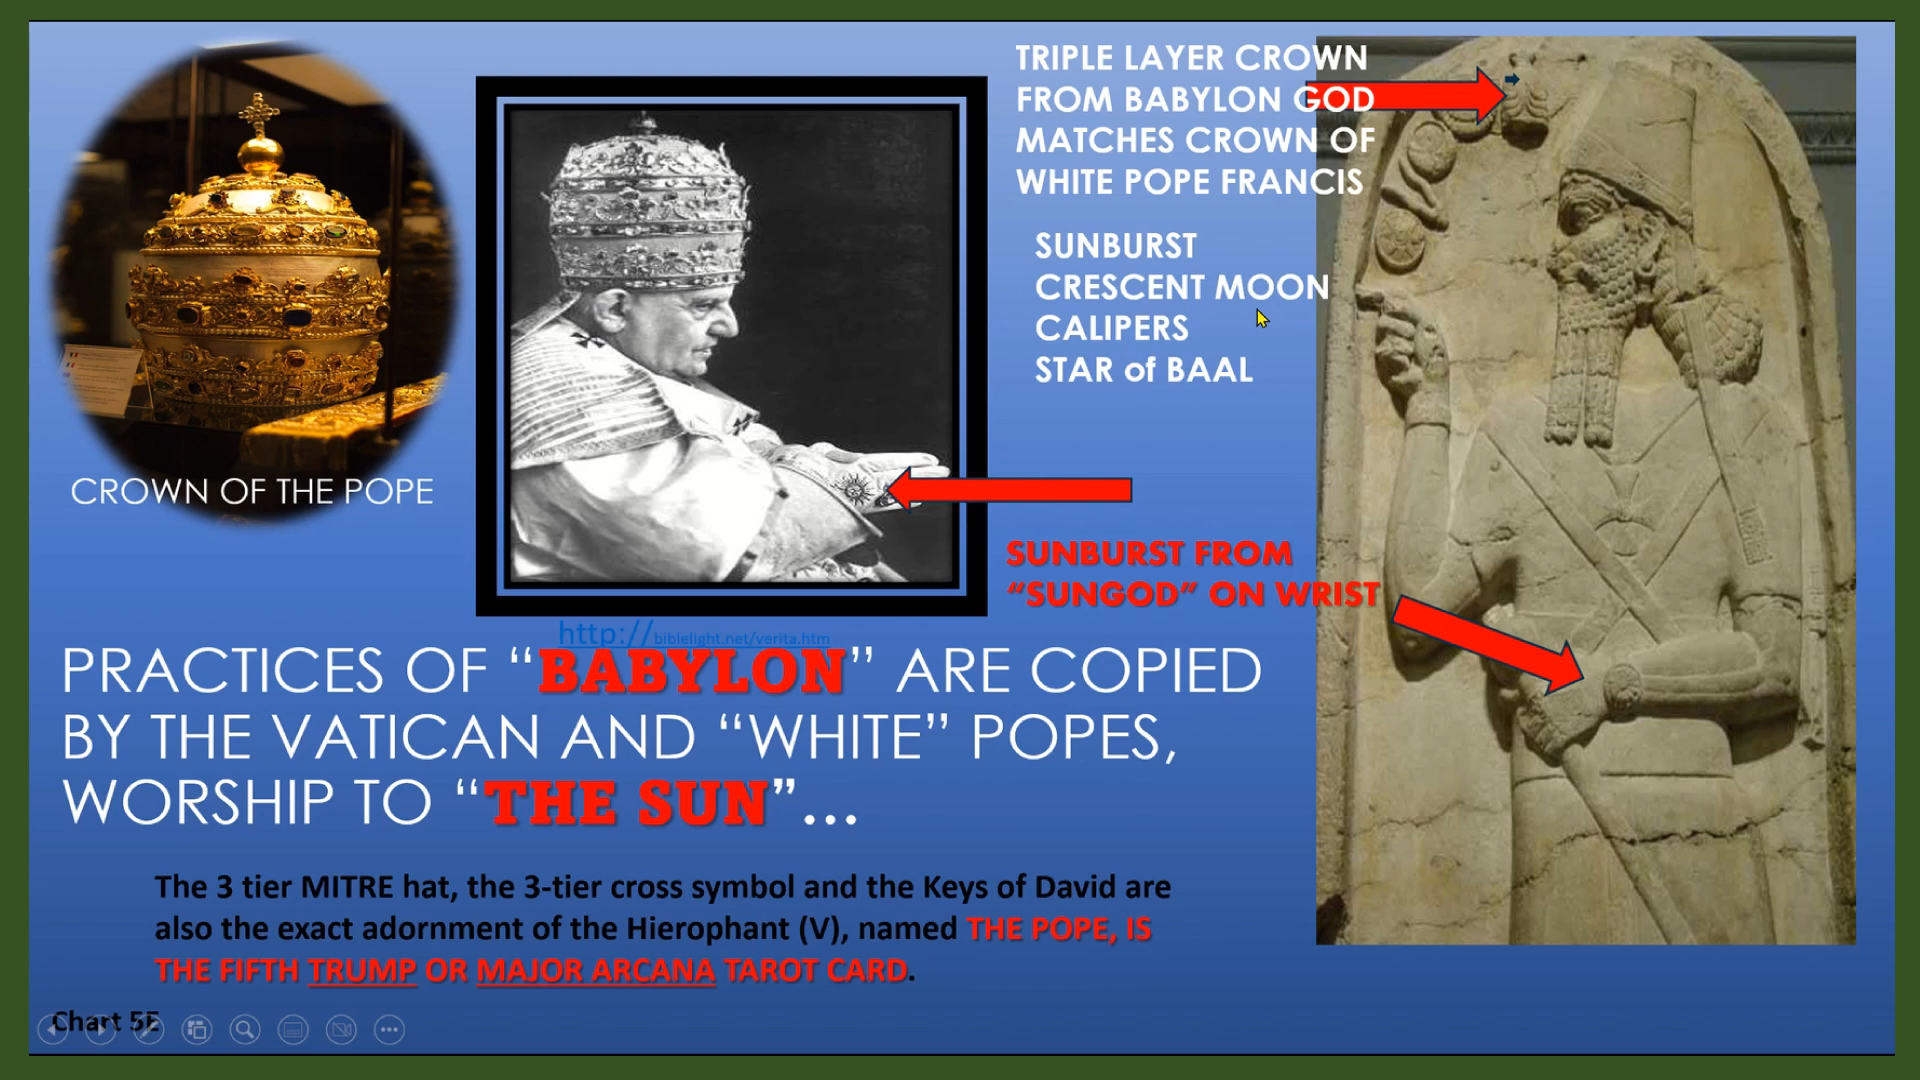 TRIPLE LAYER CROWN
FROM BABYLON GOD
MATCHES CROWN OF
WHITE POPE FRANCIS
SUNBURST
CRESCENT MOON
CALIPERS
STAR of BAAL
CROWN OF THE POPE
SUNBURST FROM
“SUNGOD” ON WRIST
http://biblelight.net/verita.htm
PRACTICES OF “BABYLON” ARE COPIED
BY THE VATICAN AND “WHITE” POPES,
WORSHIP TO “THE SUN”...
The 3 tier MITRE hat, the 3-tier cross symbol and the Keys of David are
also the exact adornment of the Hierophant (V), named THE POPE, IS
THE FIFTH TRUMP OR MAJOR ARCANA TAROT CARD.
Chart 5E